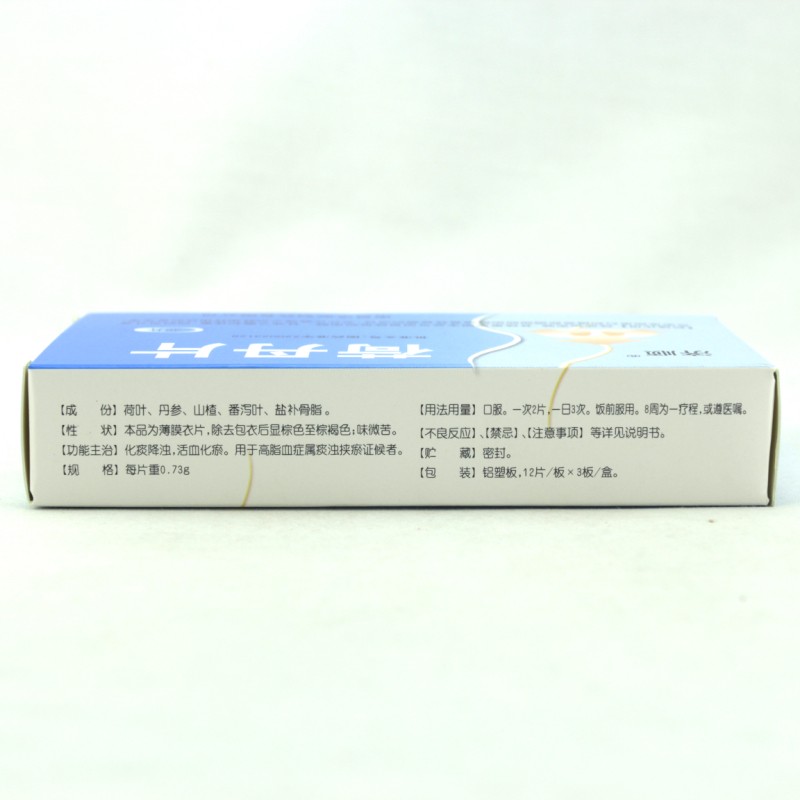 荷丹片
【成　份】荷叶、丹参、山楂、番泻叶、盐补骨脂。
【性　状】本品为薄膜衣片，除去包衣后显棕色至棕褐色；味微苦。
【功能主治】化痰降浊，活血化瘀。用于高脂血症属痰浊挟瘀证候者。
【规　格】每片重0.73g
【用法用量】口服。一次2片，一日3次。饭前服用。8周为一疗程，或遵医嘱。
【不良反应】、【禁忌】、【注意事项】等详见说明书。
【贮　藏】密封。
【包　装】铝塑板，12片/板×3板/盒。